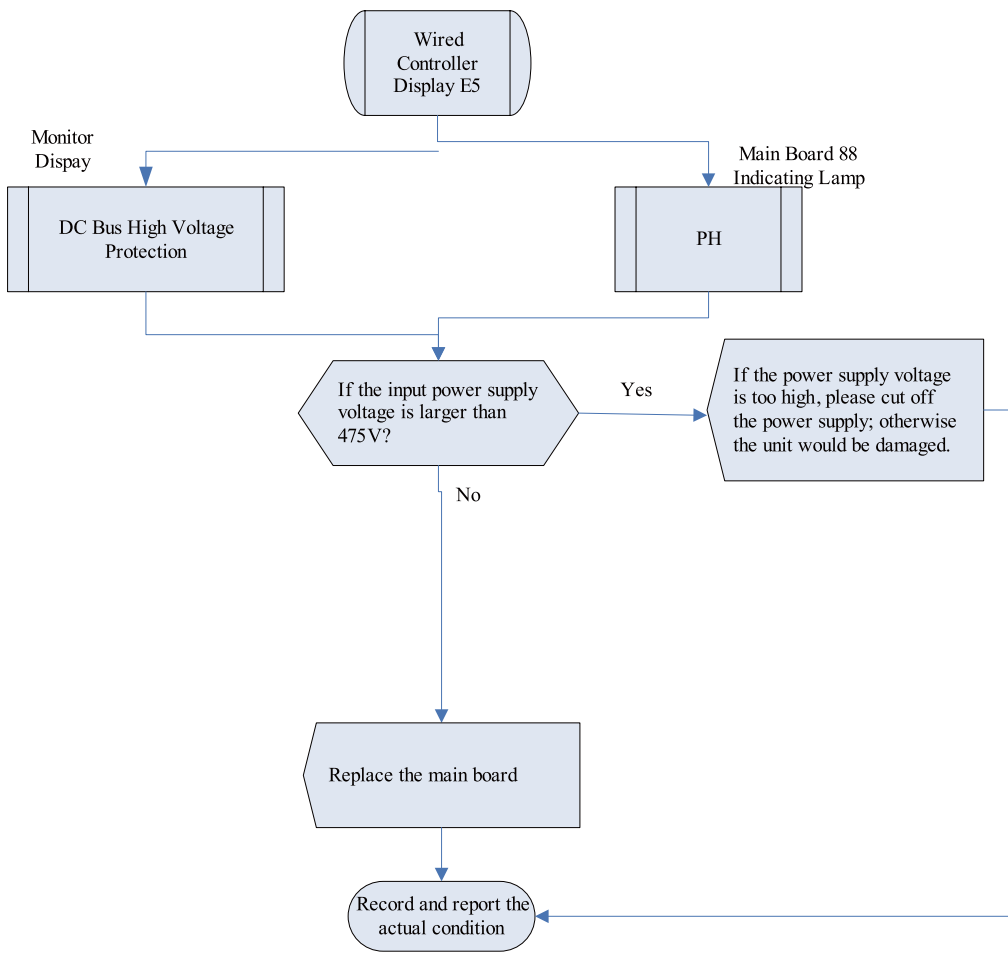 Wired
Controller
Display E5
Monitor
Dispay
Main Board 88
Indicating Lamp
DC Bus High Voltage
Protection
PH
If the input power supply
voltage is larger than
475V?
Yes
If the power supply voltage
is too high, please cut off
the power supply; otherwise
the unit would be damaged.
No
Replace the main board
Record and report the
actual condition